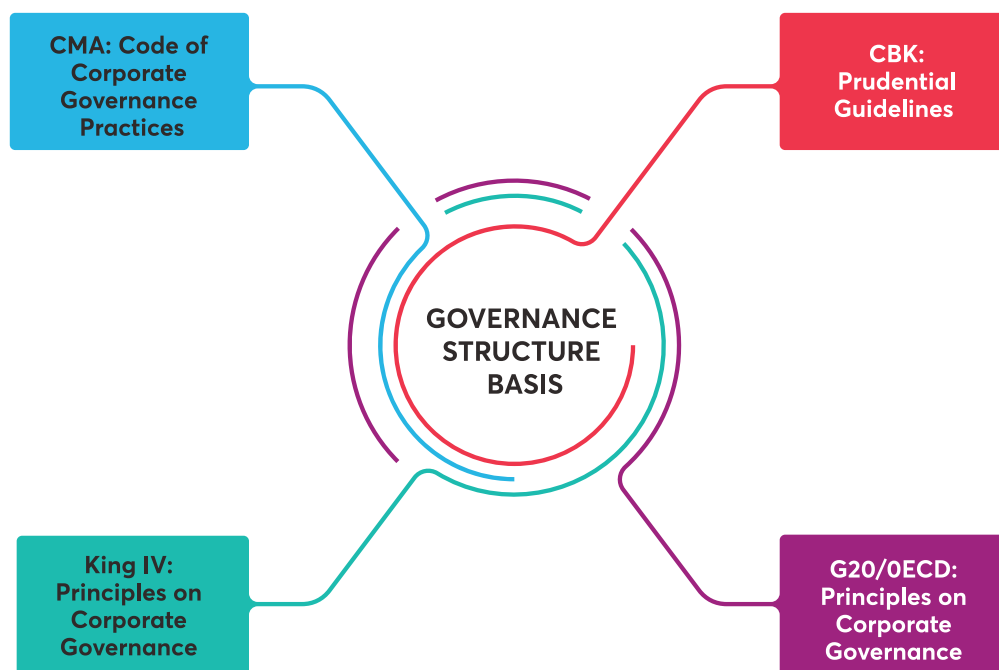 CMA: Code of
Corporate
Governance
Practices
CBK:
Prudential
Guidelines
GOVERNANCE
STRUCTURE
BASIS
King IV:
Principles on
Corporate
Governance
G20/0ECD:
Principles on
Corporate
Governance